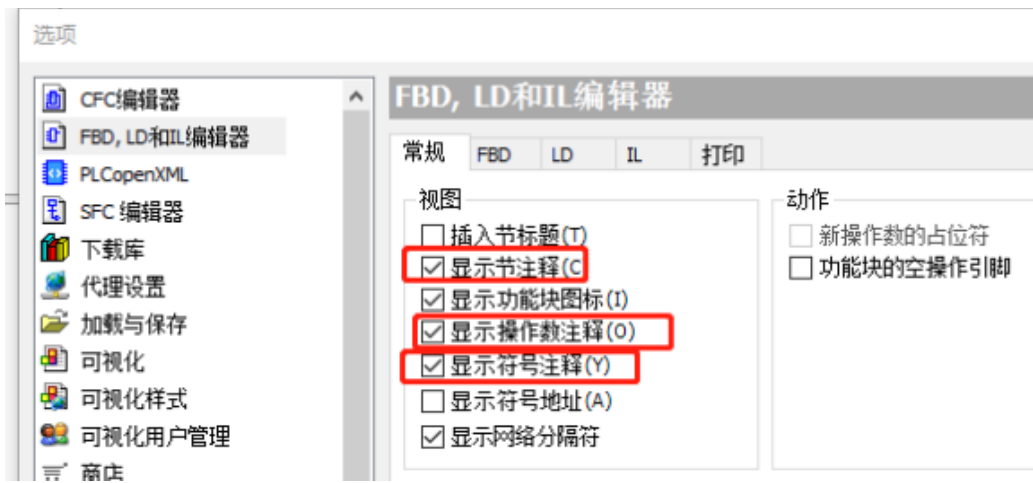 选项
CFC编辑器
FBD, LD和IL编辑器
PLCopenXML
SFC 编辑器
下载库
代理设置
加载与保存
可视化
可视化样式
可视化用户管理
商店
FBD, LD和IL编辑器
常规 FBD LD IL 打印
视图
插入节标题(T)
显示节注释(C
显示功能块图标(I)
显示操作数注释(O)
显示符号注释(Y)
显示符号地址(A)
显示网络分隔符
动作
新操作数的占位符
功能块的空操作引脚